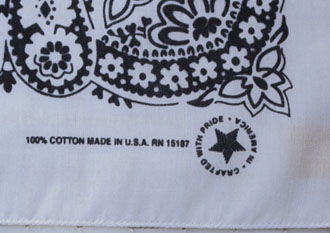 100% COTTON MADE IN U.S.A. RN 15187
CRAFTED WITH PRIDE • IN AMERICA •